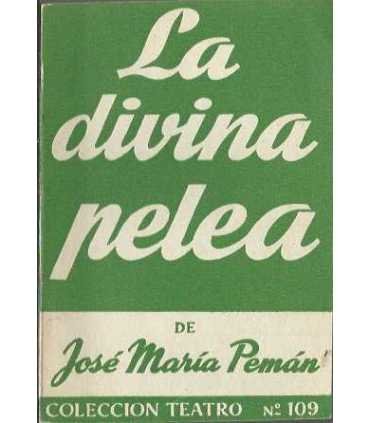 La
divina
pelea
DE
José María Pemán
COLECCION TEATRO Nº 109